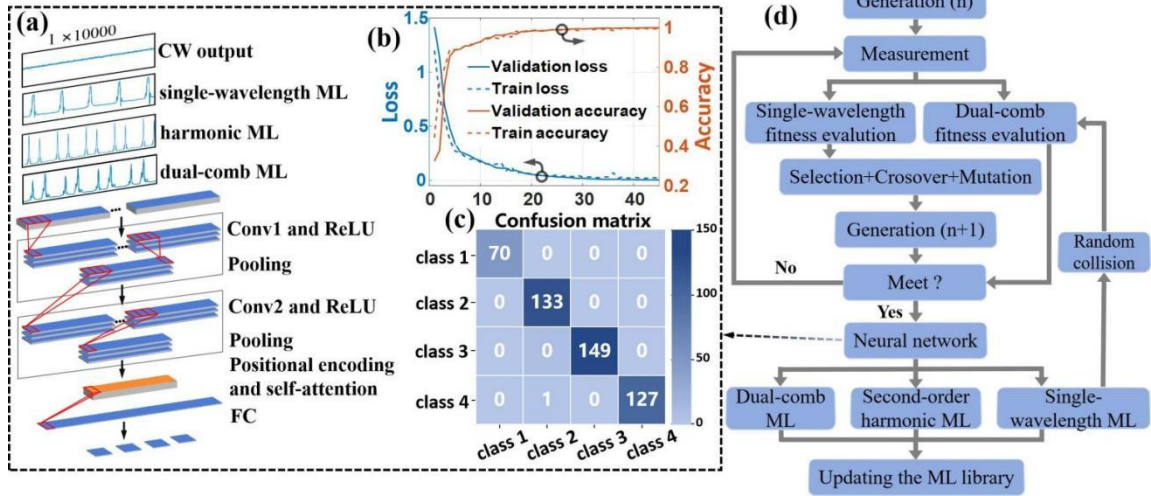 (a)
1 ×10000
CW output
single-wavelength ML
harmonic ML
dual-comb ML
Conv1 and ReLU
Pooling
Conv2 and ReLU
Pooling
Positional encoding
and self-attention
FC
(b)
Loss
1.5
1
0.5
0
Validation loss
Train loss
Validation accuracy
Train accuracy
1
0.8
0.6
0.4
0.2
Accuracy
0 10 20 30 40
(c)
Confusion matrix
class 1 70 0 0 0
class 2 0 133 0 0
class 3 0 0 149 0
class 4 0 1 0 127
class 1 class 2 class 3 class 4
150
100
50
0
(d)
Generation (n)
Measurement
Single-wavelength
fitness evalution
Dual-comb
fitness evalution
Selection+Crosover+Mutation
Generation (n+1)
Random
collision
No
Meet ?
Yes
Neural network
Dual-comb
ML
Second-order
harmonic ML
Single-
wavelength ML
Updating the ML library